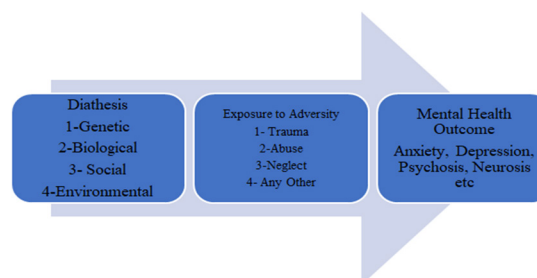 Diathesis
1-Genetic
2-Biological
3- Social
4-Environmental
Exposure to Adversity
1- Trauma
2-Abuse
3-Neglect
4- Any Other
Mental Health
Outcome
Anxiety, Depression,
Psychosis, Neurosis
etc